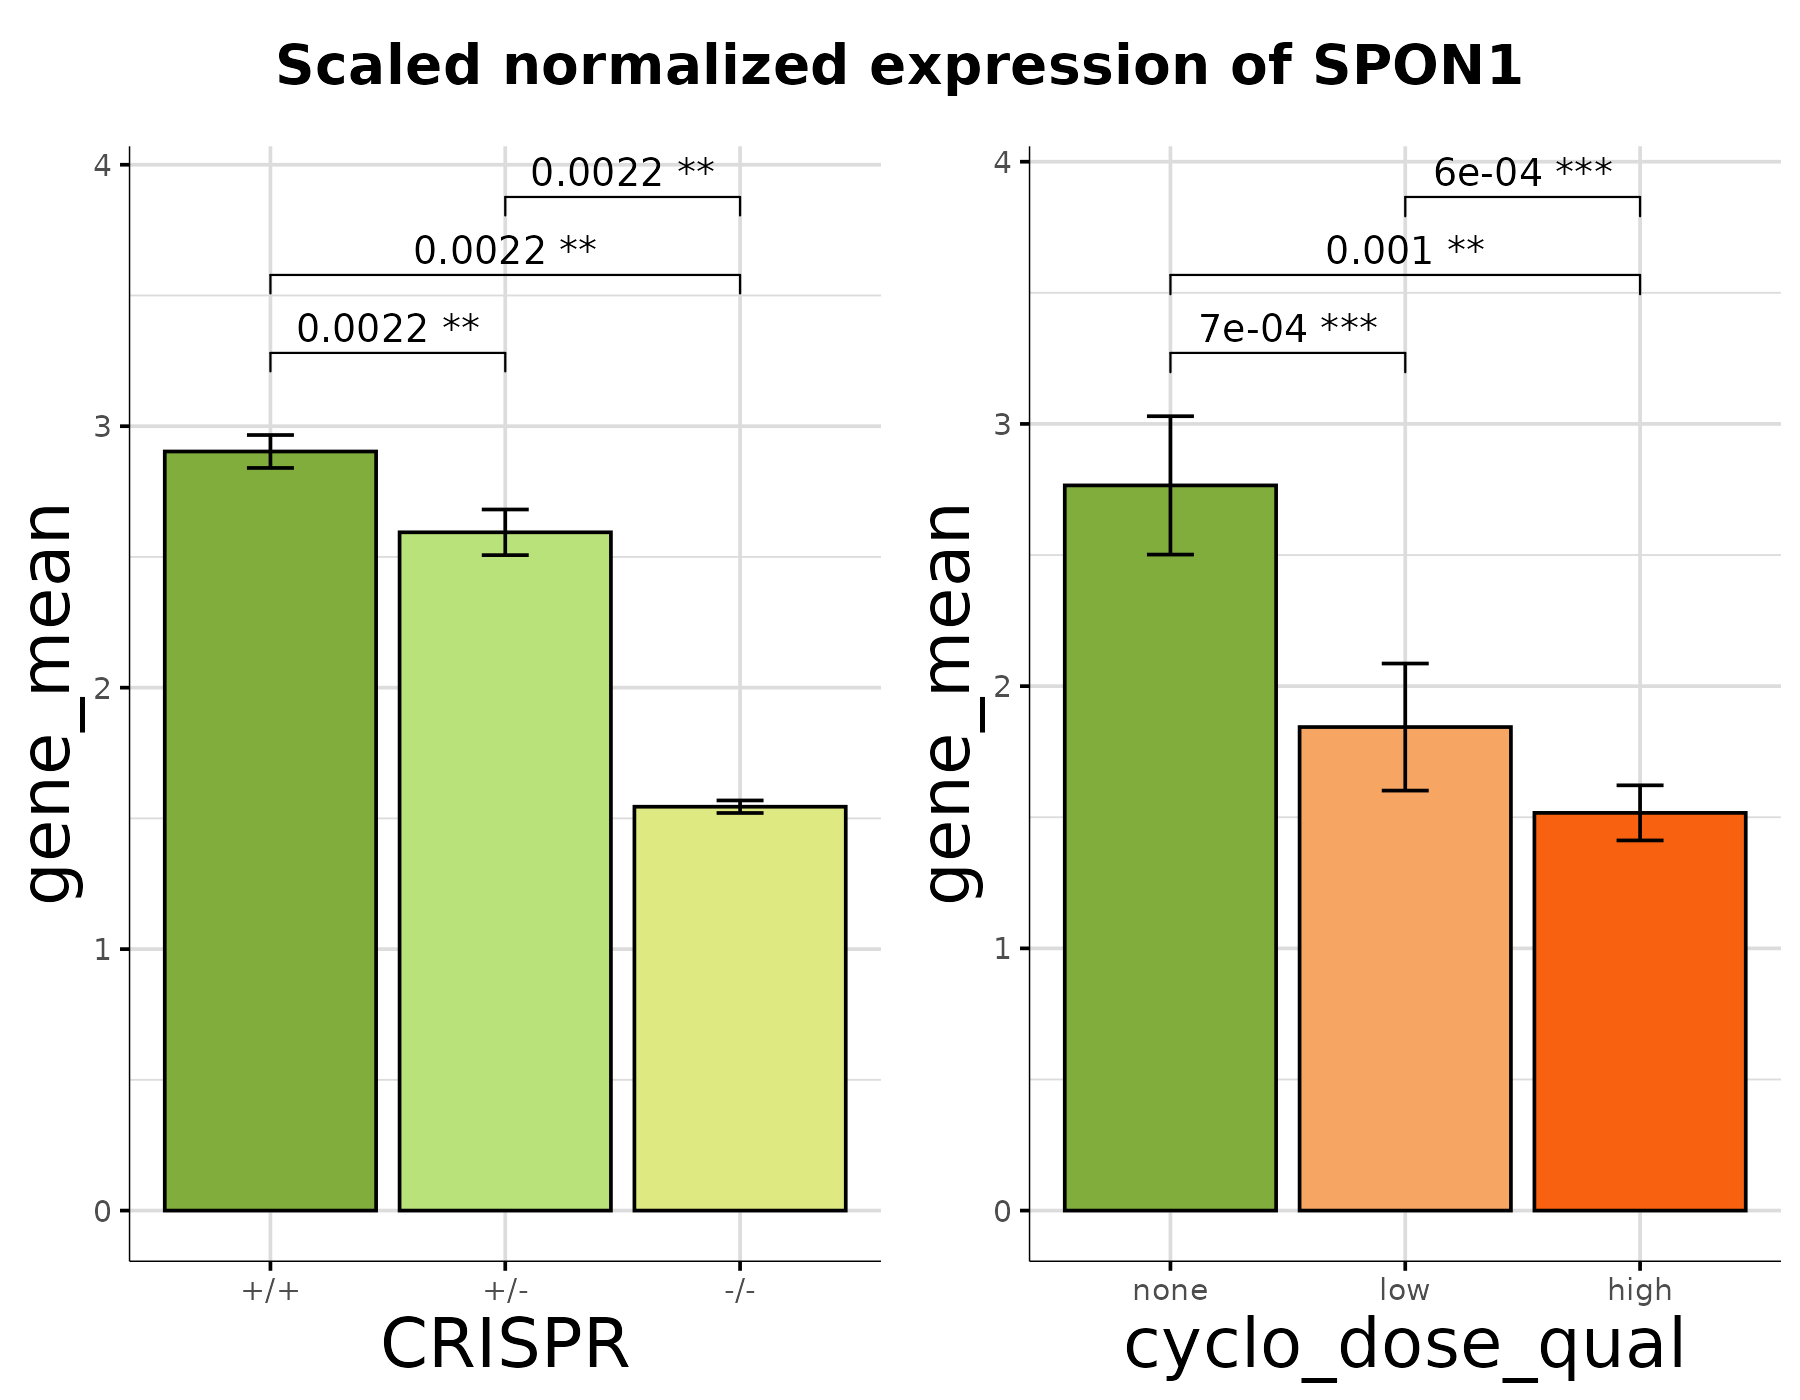 Scaled normalized expression of SPON1
gene_mean
4
3
2
1
0
0.0022 **
0.0022 **
0.0022 **
+/+ +/- -/-
CRISPR
gene_mean
4
3
2
1
0
6e-04 ***
0.001 **
7e-04 ***
none low high
cyclo_dose_qual